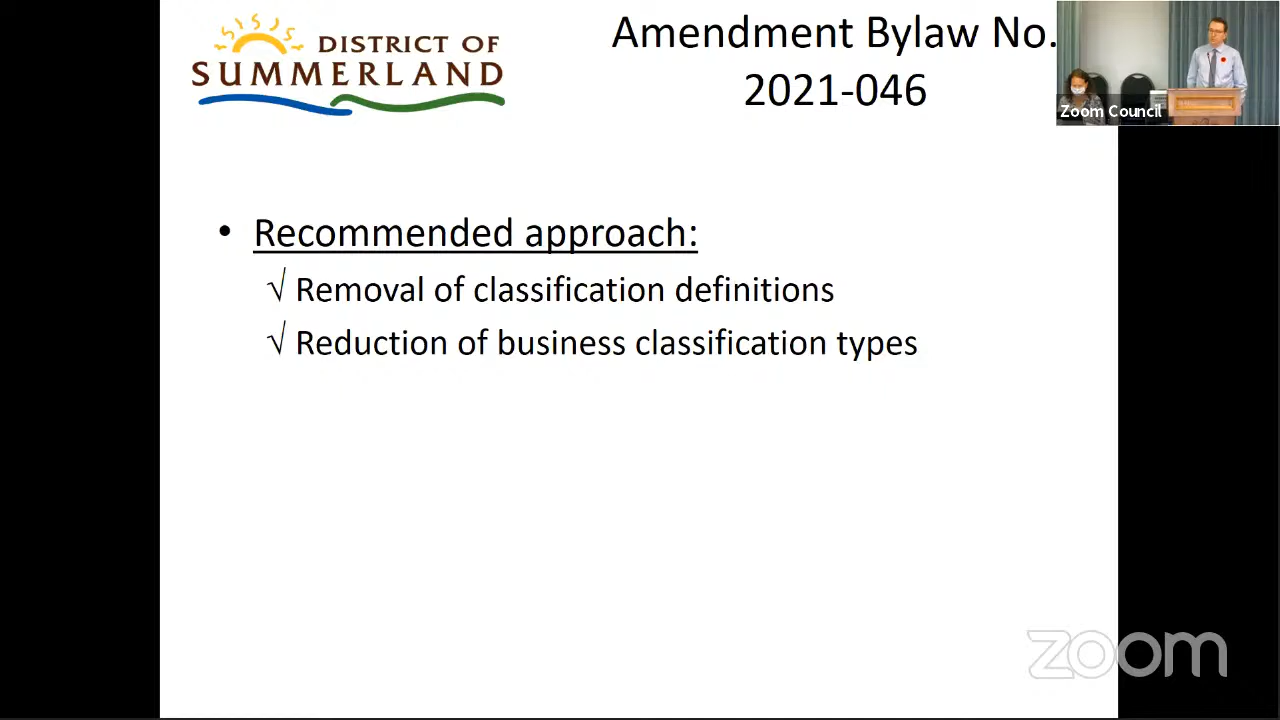 DISTRICT OF
SUMMERLAND
Amendment Bylaw No.
2021-046
Zoom Council
• Recommended approach:
√ Removal of classification definitions
√ Reduction of business classification types
zoom